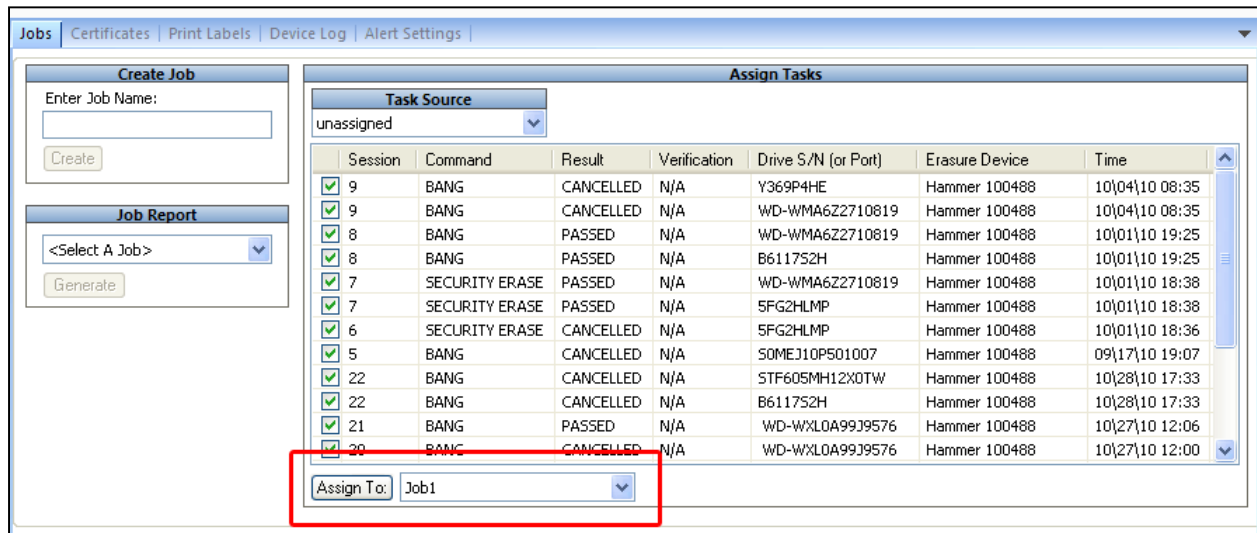 Jobs | Certificates | Print Labels | Device Log | Alert Settings |
Create Job
Enter Job Name:
Create
Job Report
<Select A Job>
Generate
Assign Tasks
Task Source
unassigned
Session Command Result Verification Drive S/N (or Port) Erasure Device Time
9 BANG CANCELLED N/A Y369P4HE Hammer 100488 10\04\10 08:35
9 BANG CANCELLED N/A WD-WMA6Z2710819 Hammer 100488 10\04\10 08:35
8 BANG PASSED N/A WD-WMA6Z2710819 Hammer 100488 10\01\10 19:25
8 BANG PASSED N/A B6117S2H Hammer 100488 10\01\10 19:25
7 SECURITY ERASE PASSED N/A WD-WMA6Z2710819 Hammer 100488 10\01\10 18:38
7 SECURITY ERASE PASSED N/A 5FG2HLMP Hammer 100488 10\01\10 18:38
6 SECURITY ERASE CANCELLED N/A 5FG2HLMP Hammer 100488 10\01\10 18:36
5 BANG CANCELLED N/A S0MEJ10P501007 Hammer 100488 09\17\10 19:07
22 BANG CANCELLED N/A STF605MH12X0TW Hammer 100488 10\28\10 17:33
22 BANG CANCELLED N/A B6117S2H Hammer 100488 10\28\10 17:33
21 BANG PASSED N/A WD-WXL0A99J9576 Hammer 100488 10\27\10 12:06
20 BANG CANCELLED N/A WD-WXL0A99J9576 Hammer 100488 10\27\10 12:00
Assign To: Job1